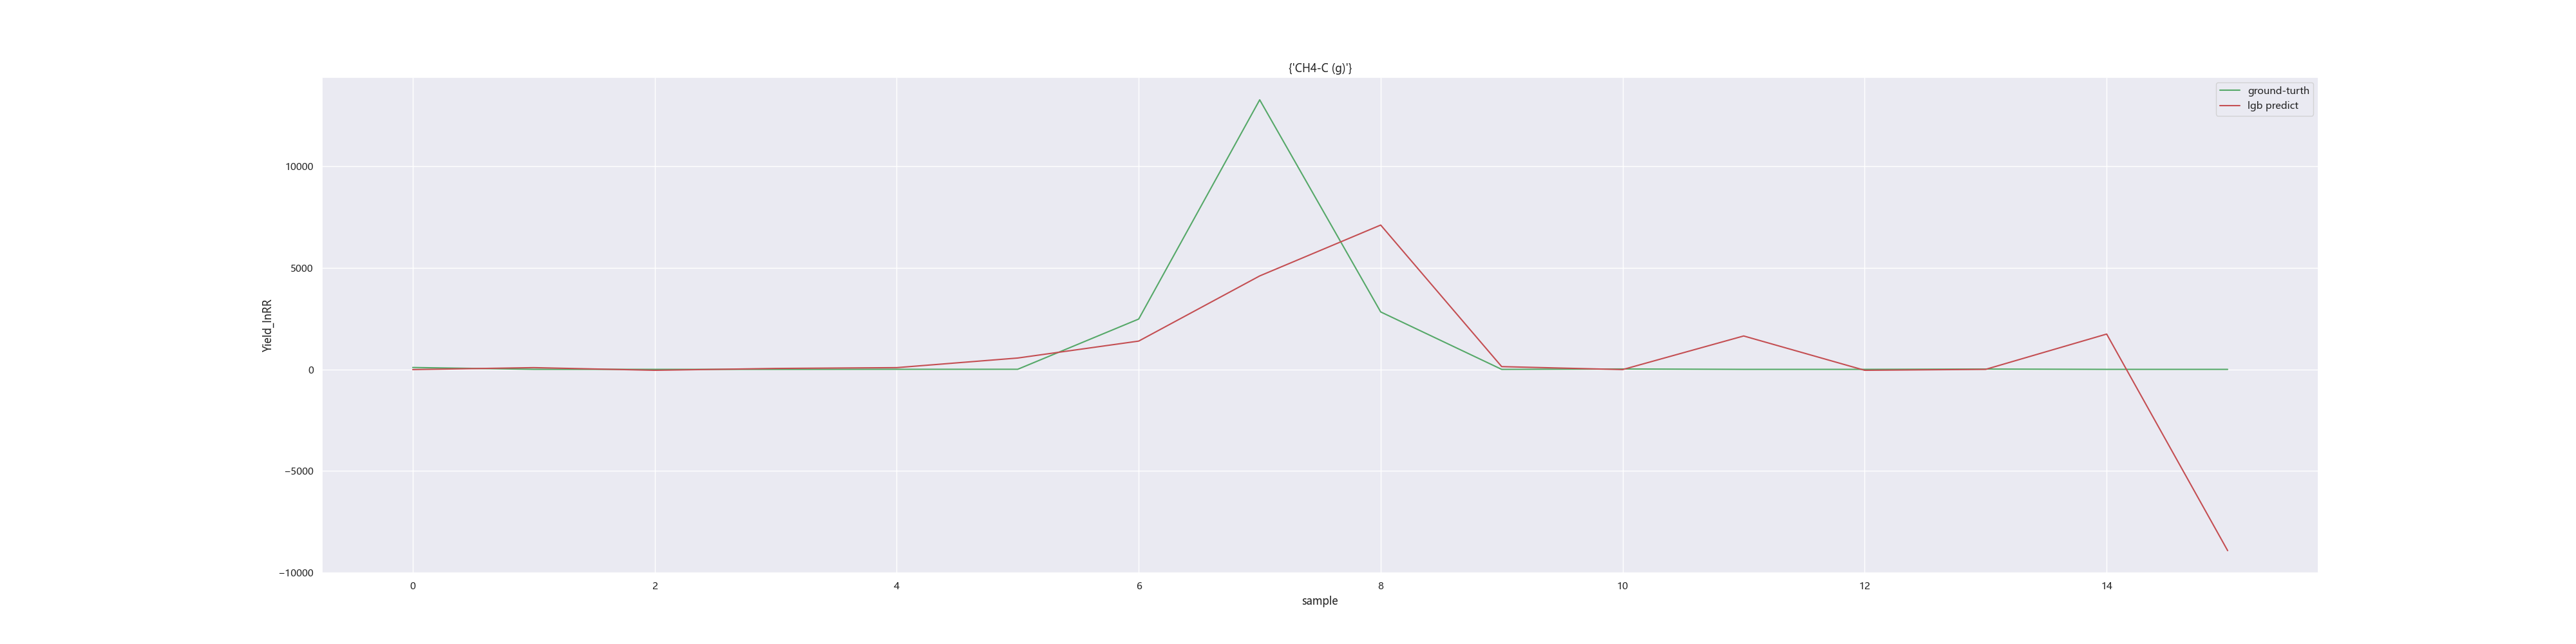 {'CH4-C (g)'}
ground-turth
lgb predict
Yield_lnRR
10000
5000
0
−5000
−10000
0 2 4 6 8 10 12 14
sample